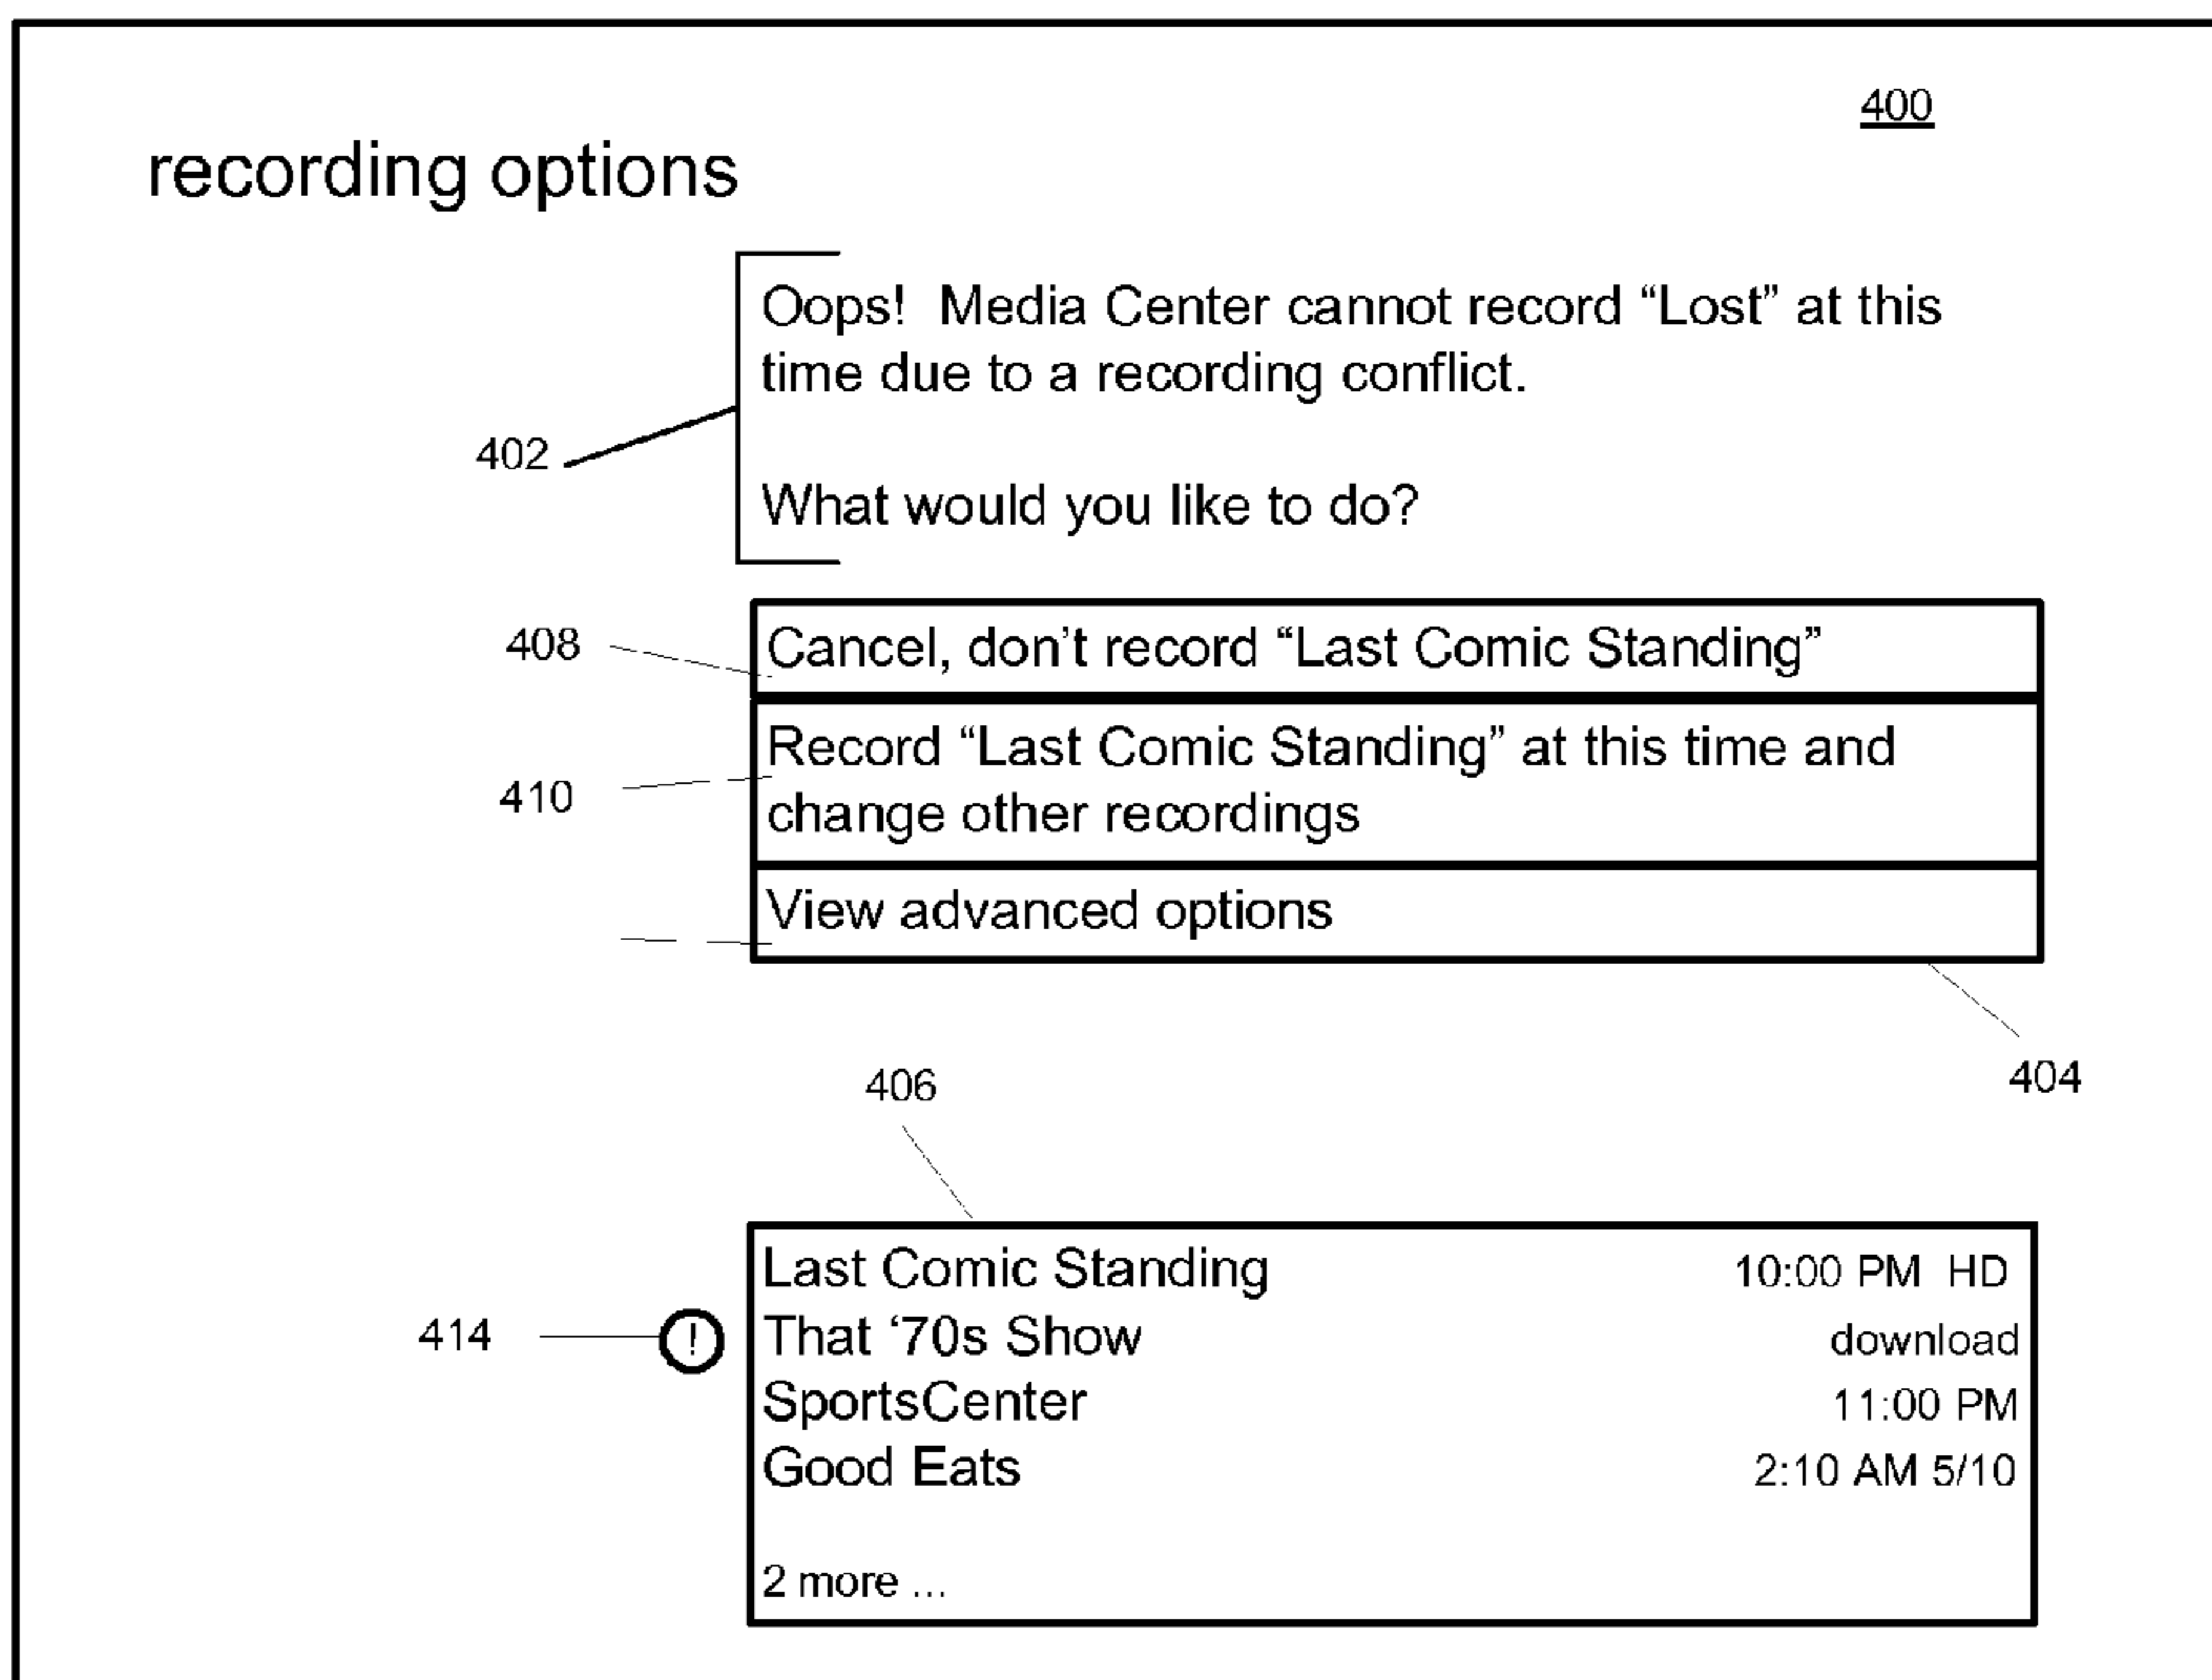 400
recording options
Oops!  Media Center cannot record “Lost” at this
time due to a recording conflict.
402
What would you like to do?
408
Cancel, don’t record “Last Comic Standing”
Record “Last Comic Standing” at this time and
410
change other recordings
View advanced options
404
406
Last Comic Standing 10:00 PM  HD
414 ! That ‘70s Show download
SportsCenter 11:00 PM
Good Eats 2:10 AM 5/10
2 more ...